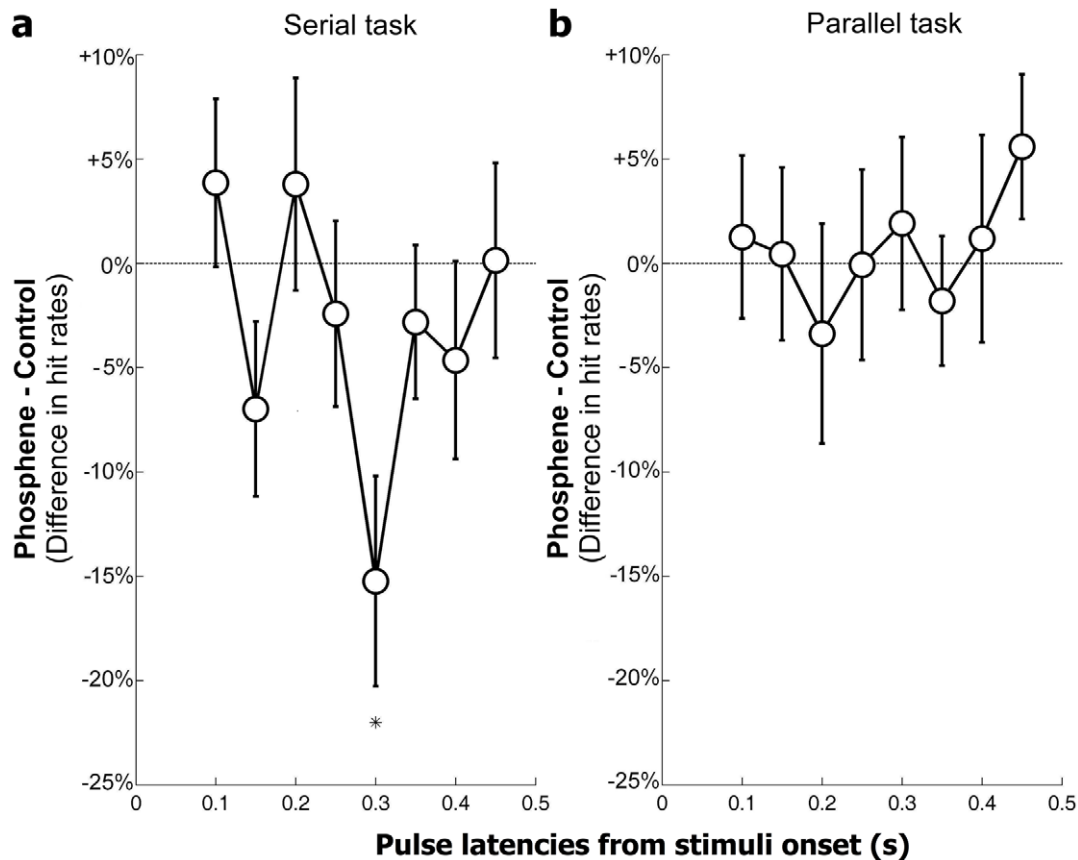 a Serial task
+10%
+5%
0%
-5%
-10%
-15%
-20%
-25%
*
0 0.1 0.2 0.3 0.4 0.5
Phosphene - Control
(Difference in hit rates)
b Parallel task
+10%
+5%
0%
-5%
-10%
-15%
-20%
-25%
0 0.1 0.2 0.3 0.4 0.5
Phosphene - Control
(Difference in hit rates)
Pulse latencies from stimuli onset (s)